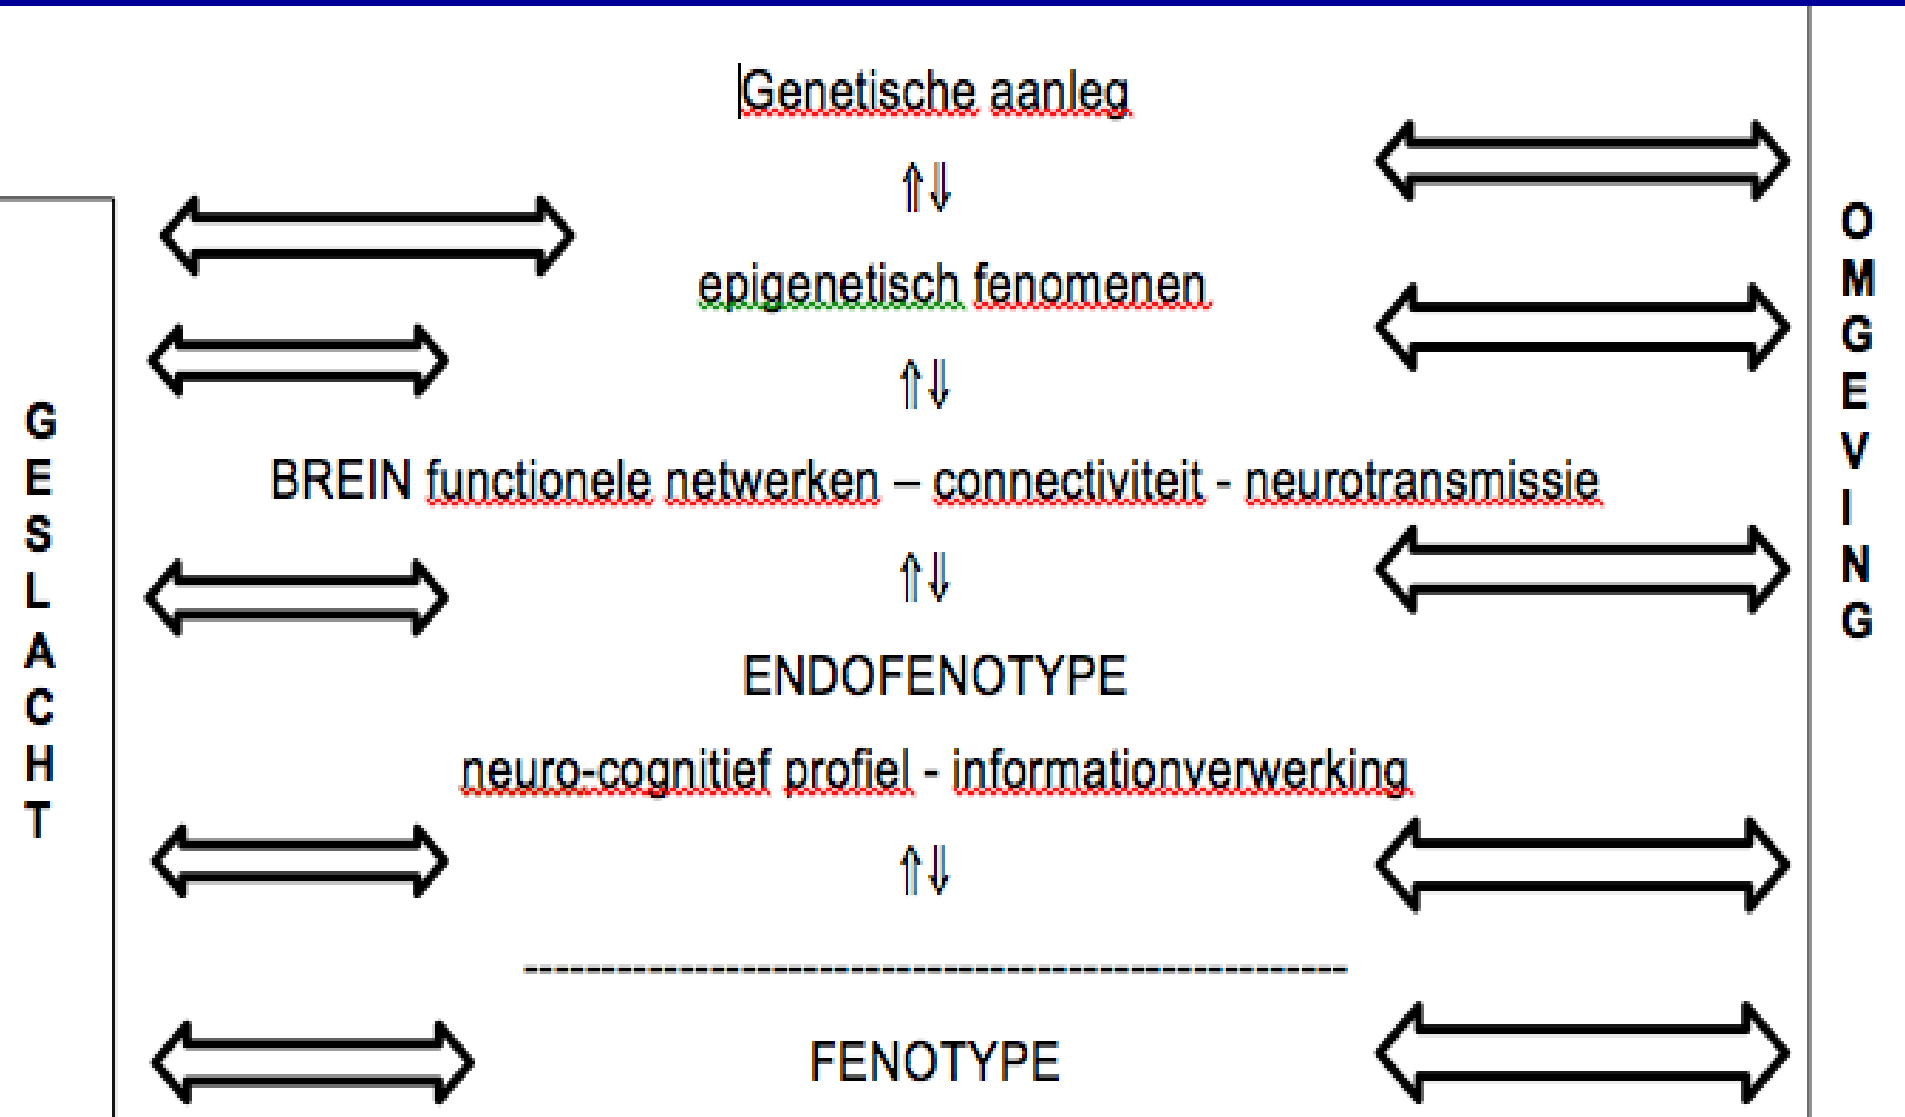 Genetische aanleg
⇑⇓
epigenetisch fenomenen
⇑⇓
BREIN functionele netwerken – connectiviteit - neurotransmissie
⇑⇓
ENDOFENOTYPE
neuro-cognitief profiel - informationverwerking
⇑⇓
------------------------------------------------------
FENOTYPE
GESLACHT
OMGEVING